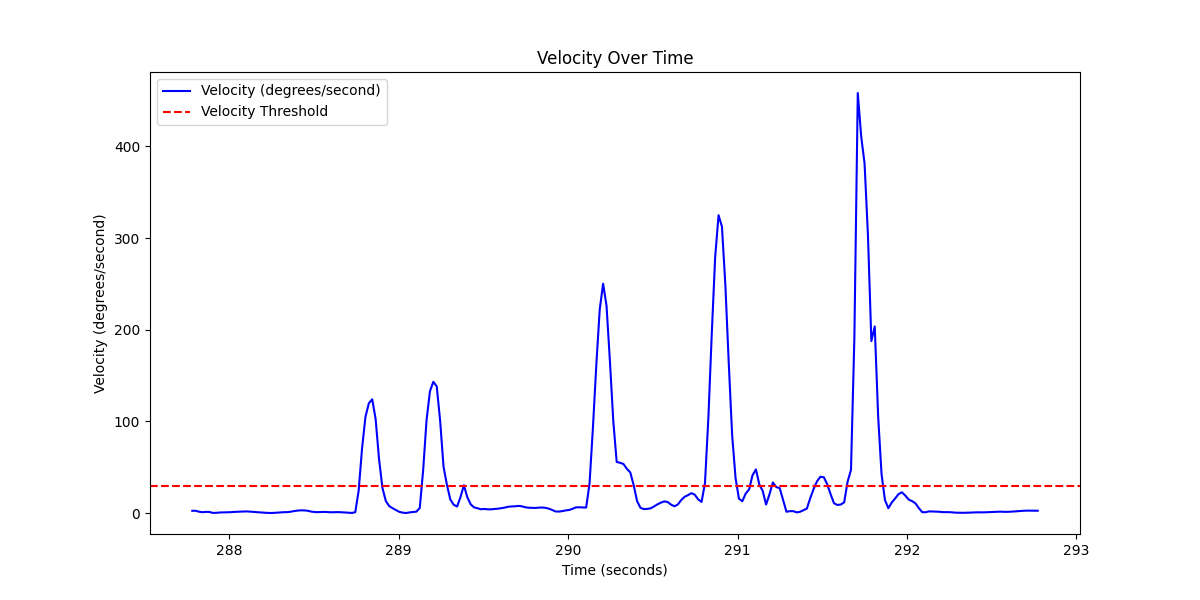 Velocity Over Time
Velocity (degrees/second)
Velocity Threshold
Velocity (degrees/second)
400
300
200
100
0
288
289
290
291
292
293
Time (seconds)